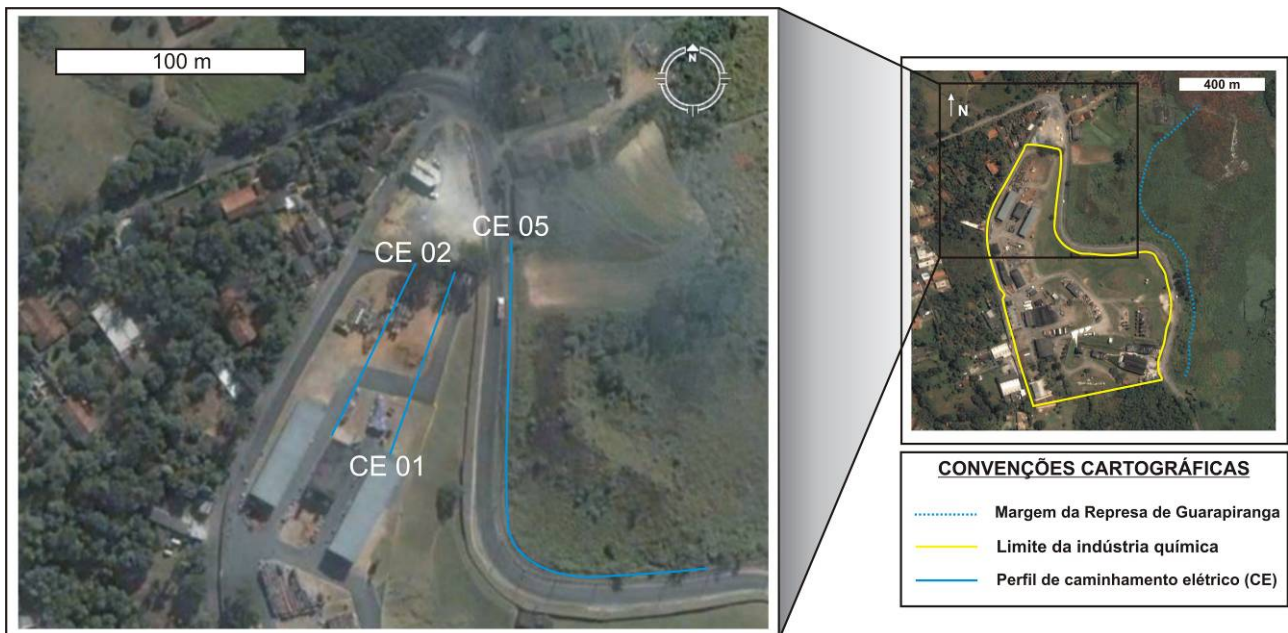 100 m
N
CE 05
CE 02
CE 01
400 m
N
CONVENÇÕES CARTOGRÁFICAS
Margem da Represa de Guarapiranga
Limite da indústria química
Perfil de caminhamento elétrico (CE)